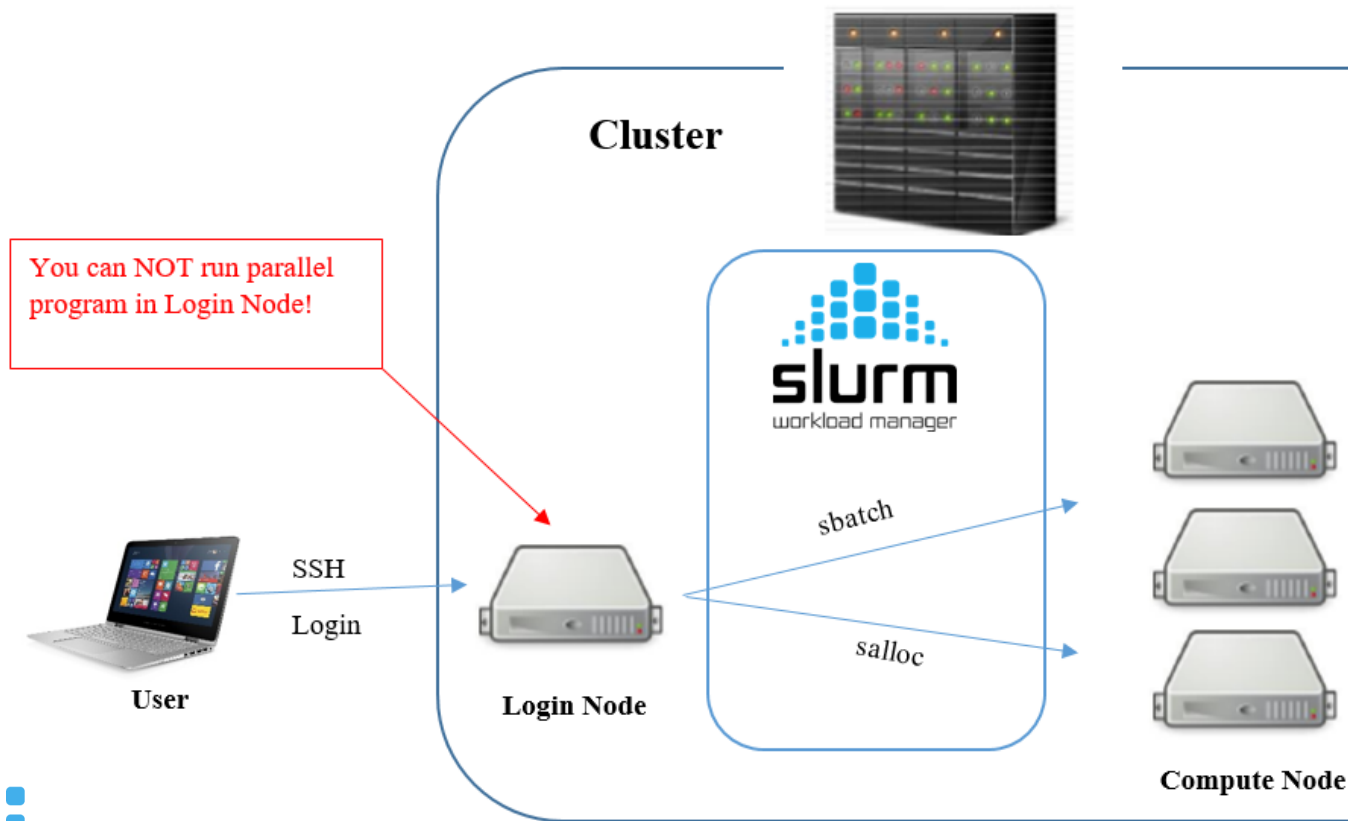 Cluster
You can NOT run parallel
program in Login Node!
slurm
workload manager
sbatch
SSH
Login
salloc
User
Login Node
Compute Node